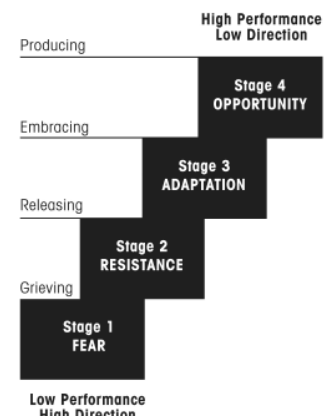 High Performance
Low Direction
Producing
Stage 4
OPPORTUNITY
Embracing
Stage 3
ADAPTATION
Releasing
Stage 2
RESISTANCE
Grieving
Stage 1
FEAR
Low Performance
High Direction